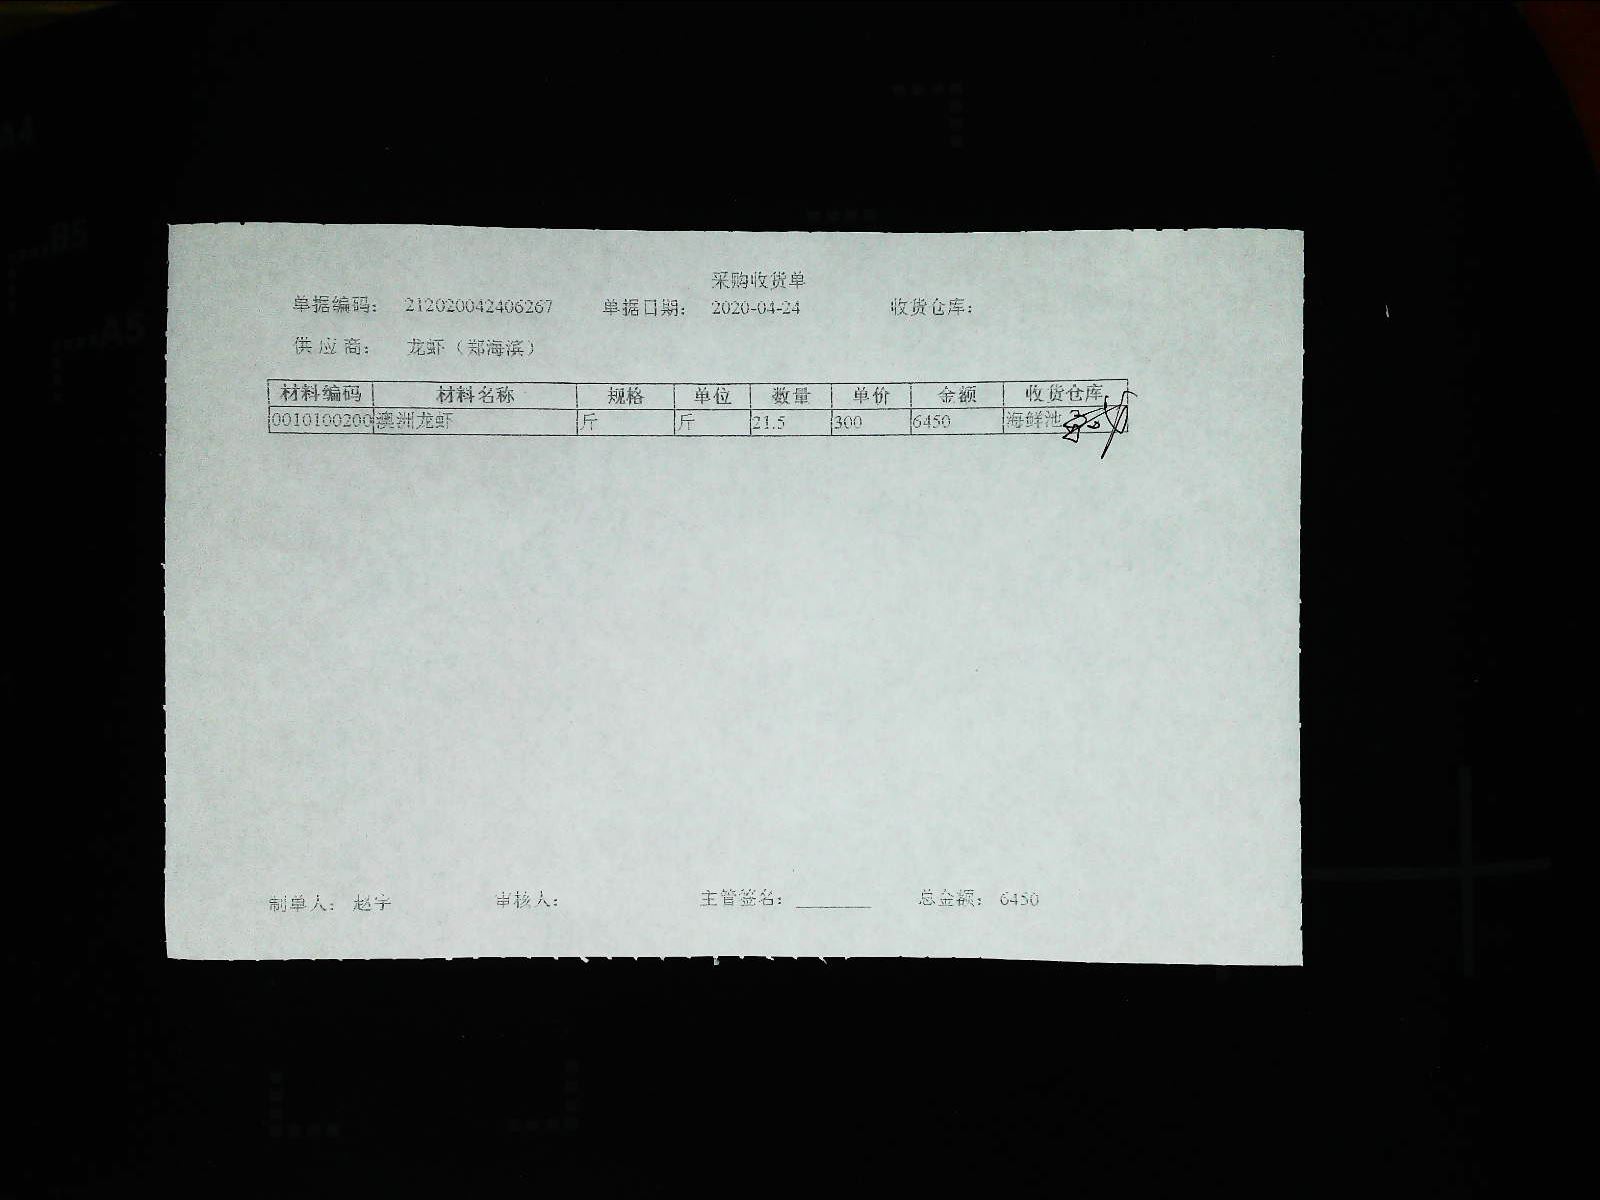 采购收货单
单据编码： 212020042406267 单据日期： 2020-04-24 收货仓库：
供 应 商： 龙虾（郑海滨）
材料编码 材料名称 规格 单位 数量 单价 金额 收货仓库
0010100200 澳洲龙虾 斤 斤 21.5 300 6450 海鲜池
制单人： 赵宇 审核人： 主管签名： 总金额： 6450
A4
B5
A5